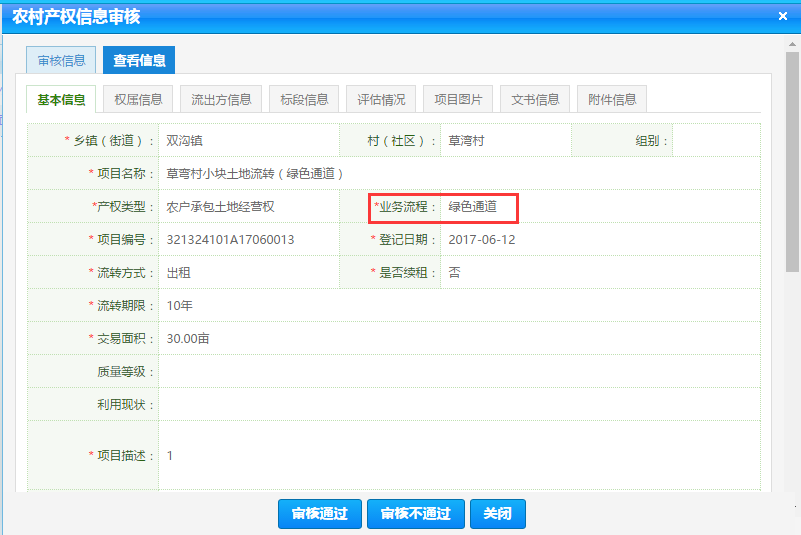 农村产权信息审核 ×
审核信息 查看信息
基本信息 权属信息 流出方信息 标段信息 评估情况 项目图片 文书信息 附件信息
* 乡镇（街道）： 双沟镇 村（社区）： 草湾村 组别：
* 项目名称： 草弯村小块土地流转（绿色通道）
*产权类型： 农户承包土地经营权 *业务流程： 绿色通道
* 项目编号： 321324101A17060013 * 登记日期： 2017-06-12
* 流转方式： 出租 * 是否续租： 否
* 流转期限： 10年
* 交易面积： 30.00亩
质量等级：
利用现状：
* 项目描述： 1
审核通过 审核不通过 关闭